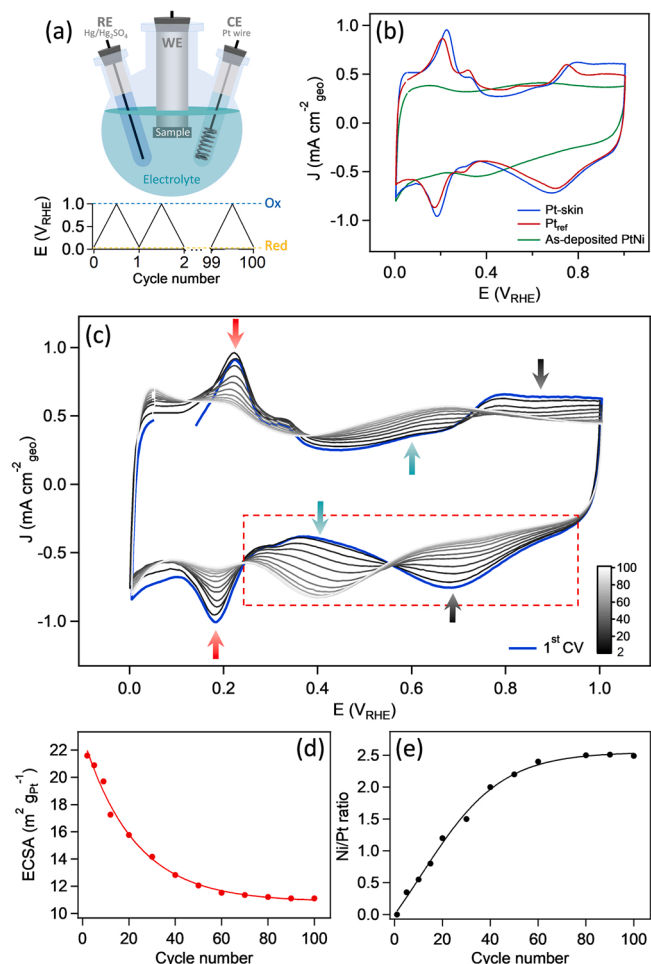 (a)
RE
Hg/Hg2SO4
WE
CE
Pt wire
Sample
Electrolyte
E (VRHE)
1.0
0.5
0.0
Ox
Red
0 1 2 99 100
Cycle number
(b)
J (mA cm-2geo)
1.0
0.5
0.0
-0.5
-1.0
Pt-skin
Ptref
As-deposited PtNi
0.0 0.4 0.8
E (VRHE)
(c)
J (mA cm-2geo)
1.0
0.5
0.0
-0.5
-1.0
100
80
60
40
20
2
1st CV
0.0 0.2 0.4 0.6 0.8 1.0
E (VRHE)
(d)
ECSA (m2 gPt-1)
22
20
18
16
14
12
11
10
0 20 40 60 80 100
Cycle number
(e)
Ni/Pt ratio
2.5
2.0
1.5
1.0
0.5
0.0
0 20 40 60 80 100
Cycle number